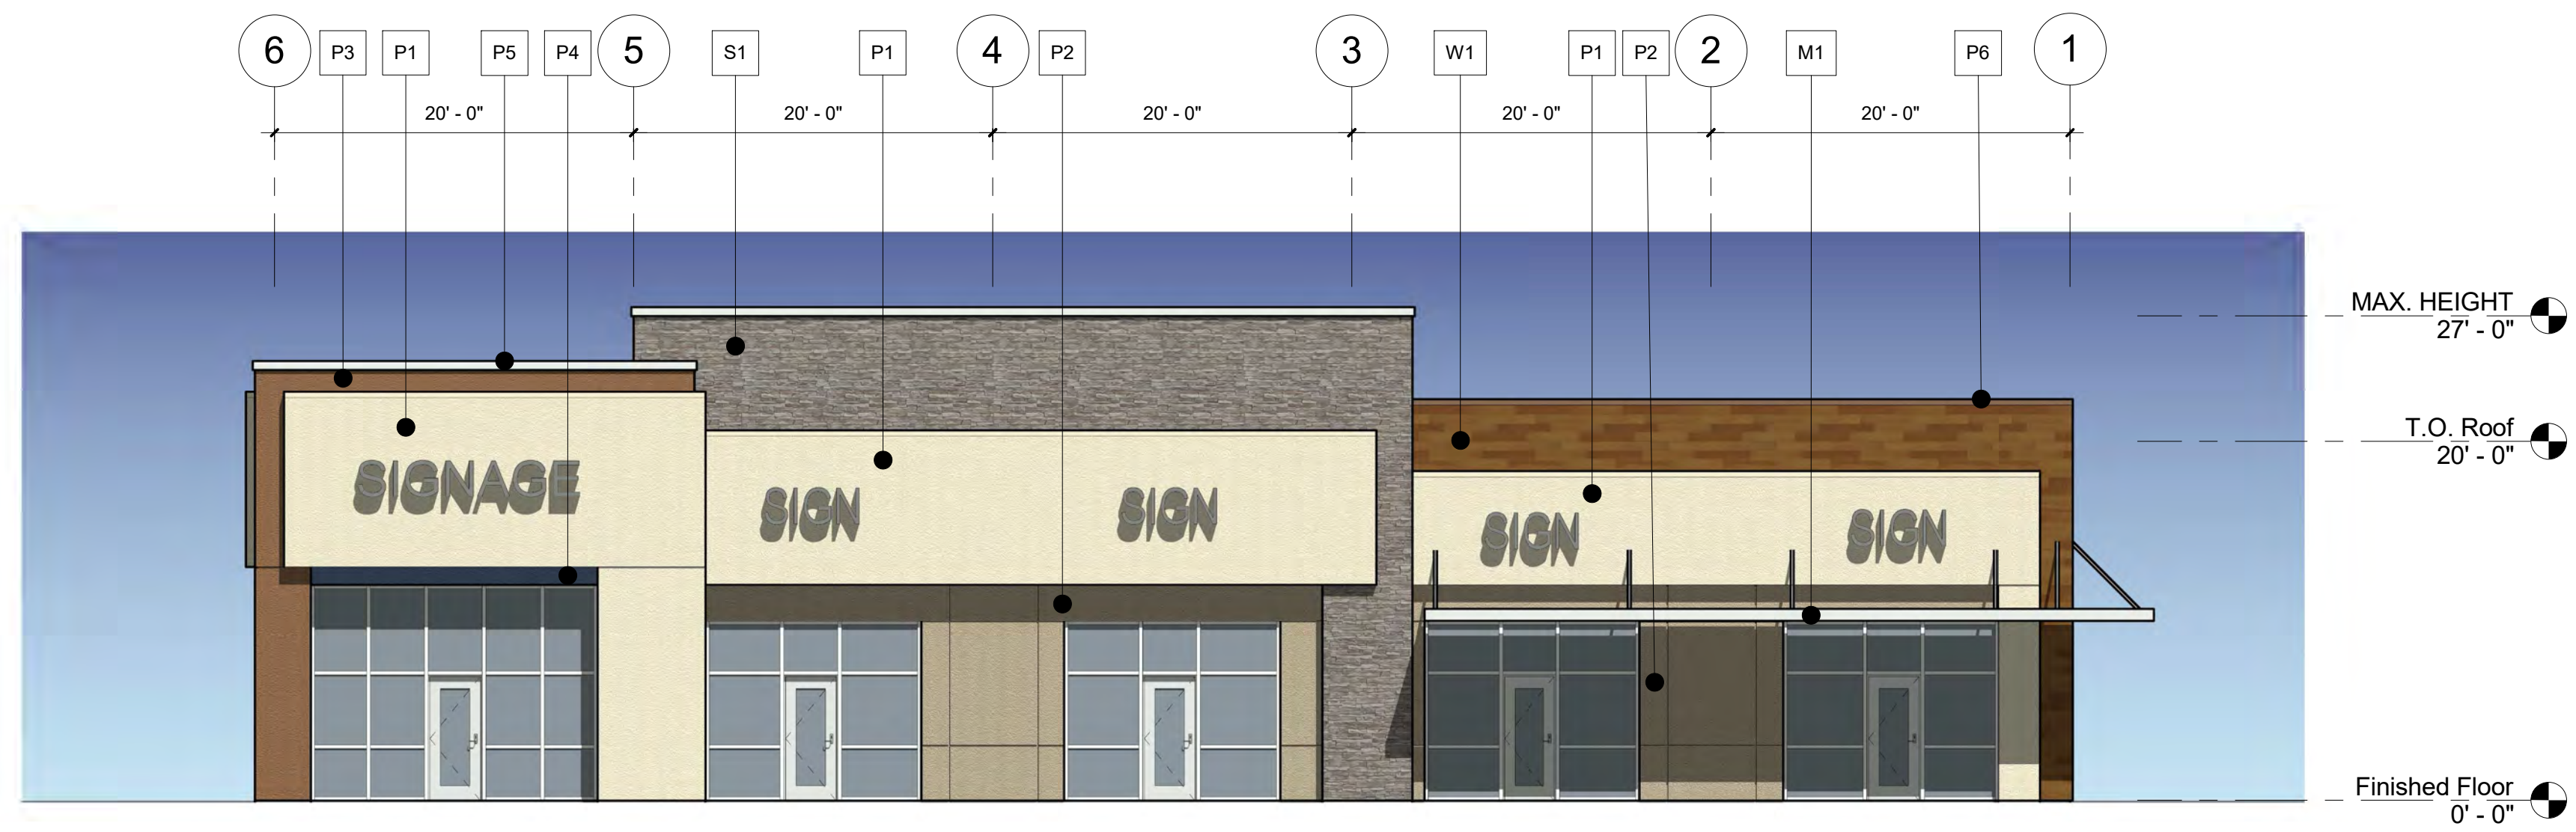 6 P3 P1 P5 P4 5 S1 P1 4 P2 3 W1 P1 P2 2 M1 P6 1
20' - 0" 20' - 0" 20' - 0" 20' - 0" 20' - 0"
MAX. HEIGHT
27' - 0"
T.O. Roof
20' - 0"
SIGNAGE SIGN SIGN SIGN SIGN
Finished Floor
0' - 0"